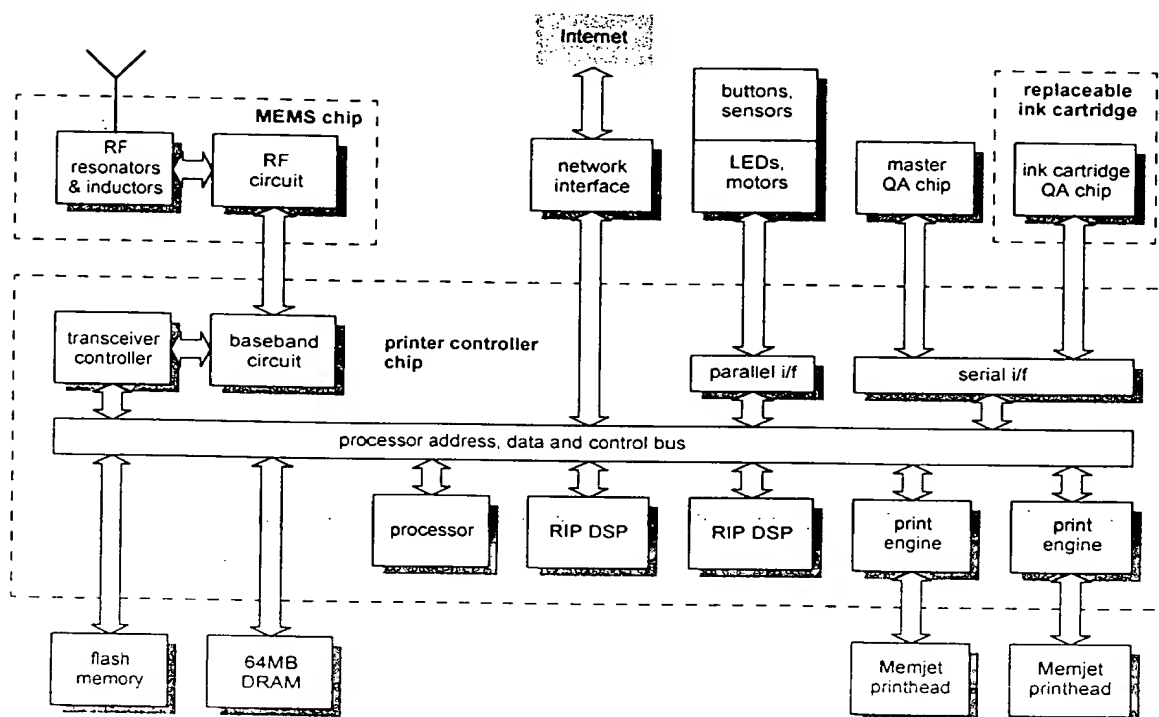 Internet
MEMS chip
RF
resonators
& inductors
RF
circuit
network
interface
buttons,
sensors
LEDs,
motors
master
QA chip
replaceable
ink cartridge
ink cartridge
QA chip
transceiver
controller
baseband
circuit
printer controller
chip
parallel i/f
serial i/f
processor address, data and control bus
processor
RIP DSP
RIP DSP
print
engine
print
engine
flash
memory
64MB
DRAM
Memjet
printhead
Memjet
printhead